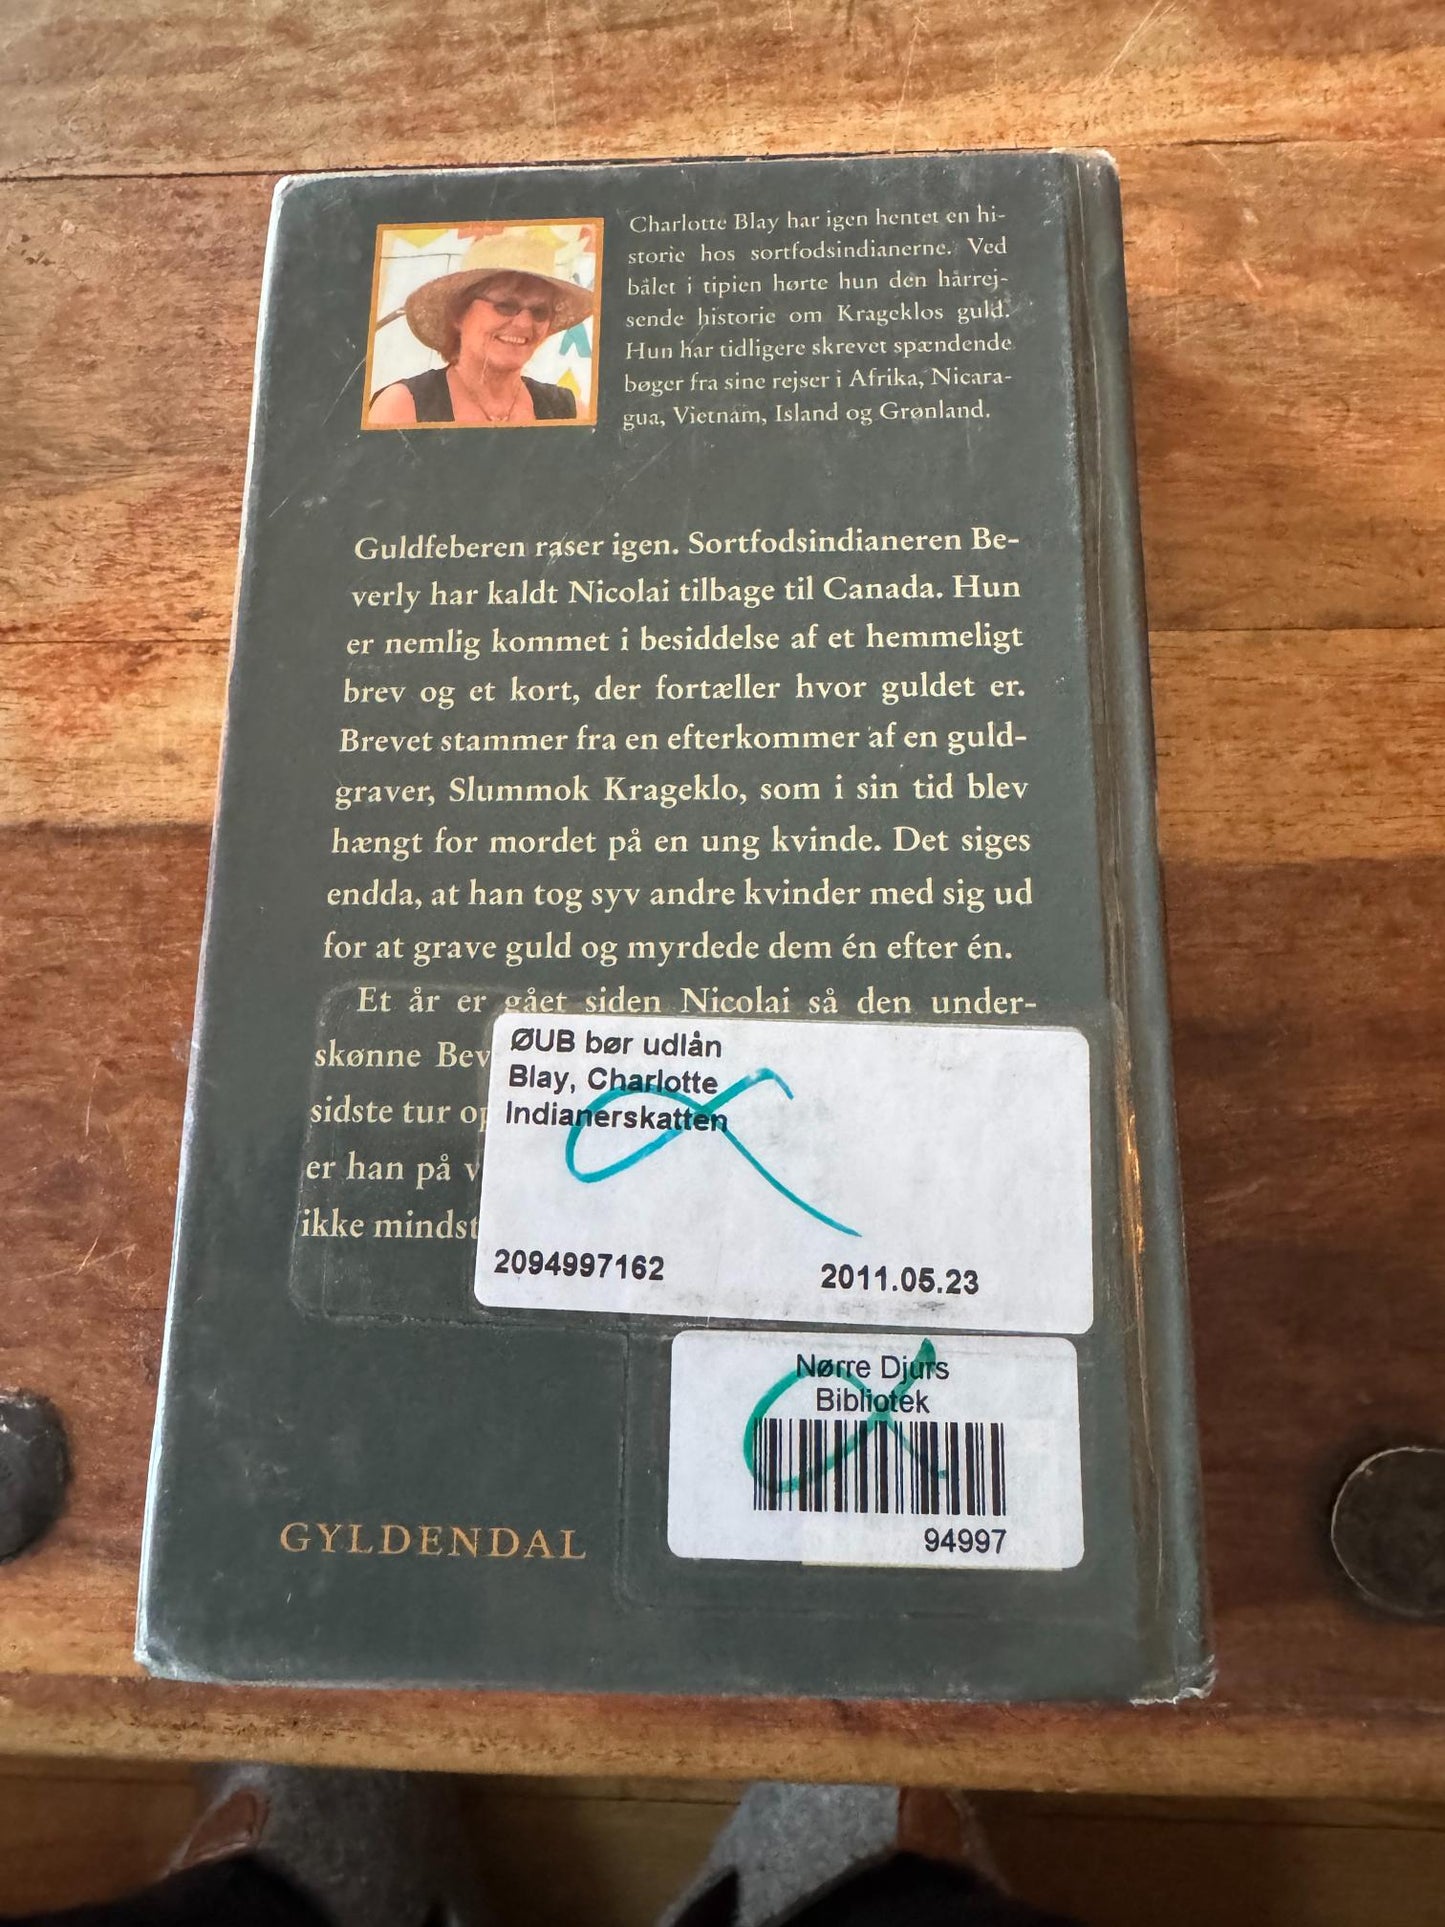 Charlotte Blay har igen hentet en hi-
storie hos sortfodsindianerne. Ved
bålet i tipien hørte hun den hårrej-
sende historie om Krageklos guld.
Hun har tidligere skrevet spændende
bøger fra sine rejser i Afrika, Nicara-
gua, Vietnam, Island og Grønland.
Guldfeberen raser igen. Sortfodsindianeren Be-
verly har kaldt Nicolai tilbage til Canada. Hun
er nemlig kommet i besiddelse af et hemmeligt
brev og et kort, der fortæller hvor guldet er.
Brevet stammer fra en efterkommer af en guld-
graver, Slummok Krageklo, som i sin tid blev
hængt for mordet på en ung kvinde. Det siges
endda, at han tog syv andre kvinder med sig ud
for at grave guld og myrdede dem én efter én.
Et år er gået siden Nicolai så den under-
skønne Bev
sidste tur op
er han på v
ikke mindst
ØUB bør udlån
Blay, Charlotte
Indianerskatten
2094997162 2011.05.23
Nørre Djurs
Bibliotek
94997
GYLDENDAL